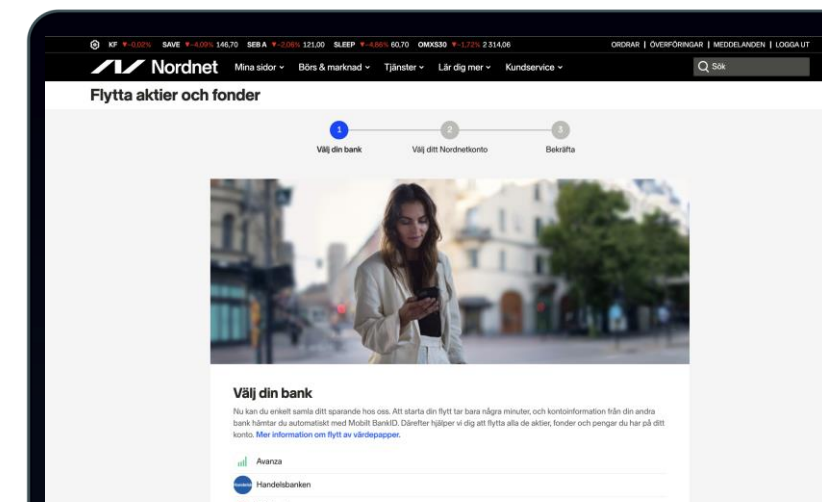 KF ▼-0,02% SAVE ▼-4,09% 146,70 SEB A ▼-2,06% 121,00 SLEEP ▼-4,86% 60,70 OMXS30 ▼-1,72% 2 314,06 ORDRAR | ÖVERFÖRINGAR | MEDDELANDEN | LOGGA UT
Nordnet Mina sidor Börs & marknad Tjänster Lär dig mer Kundservice Sök
Flytta aktier och fonder
1 2 3
Välj din bank Välj ditt Nordnetkonto Bekräfta
Välj din bank
Nu kan du enkelt samla ditt sparande hos oss. Att starta din flytt tar bara några minuter, och kontoinformation från din andra
bank hämtar du automatiskt med Mobilt BankID. Därefter hjälper vi dig att flytta alla de aktier, fonder och pengar du har på ditt
konto. Mer information om flytt av värdepapper.
Avanza
Handelsbanken